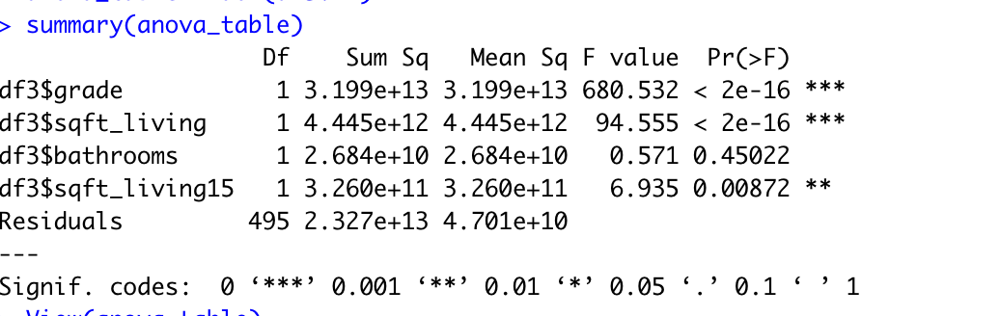 > summary(anova_table)
Df Sum Sq Mean Sq F value Pr(>F)
df3$grade 1 3.199e+13 3.199e+13 680.532 < 2e-16 ***
df3$sqft_living 1 4.445e+12 4.445e+12 94.555 < 2e-16 ***
df3$bathrooms 1 2.684e+10 2.684e+10 0.571 0.45022
df3$sqft_living15 1 3.260e+11 3.260e+11 6.935 0.00872 **
Residuals 495 2.327e+13 4.701e+10
---
Signif. codes: 0 ‘***’ 0.001 ‘**’ 0.01 ‘*’ 0.05 ‘.’ 0.1 ‘ ’ 1
View(anova_table)